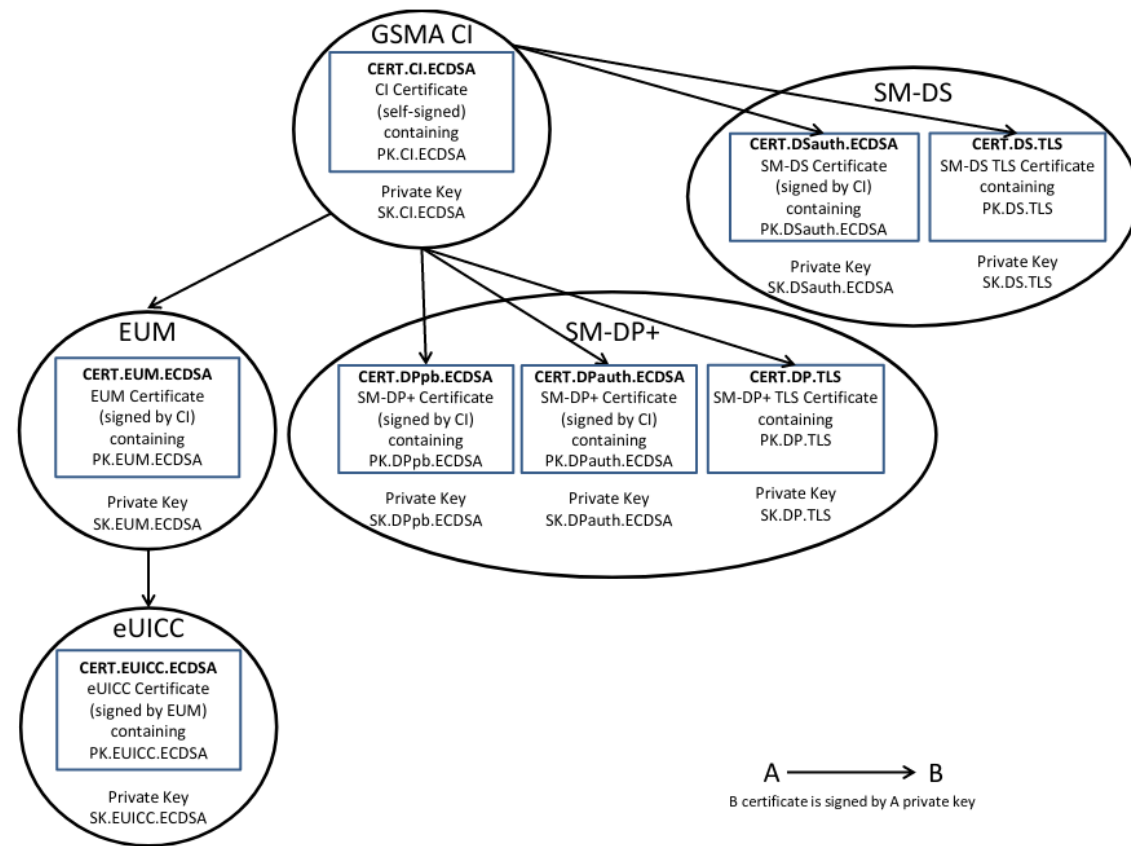 GSMA CI
CERT.CI.ECDSA
CI Certificate
(self-signed)
containing
PK.CI.ECDSA
Private Key
SK.CI.ECDSA
SM-DS
CERT.DSauth.ECDSA
SM-DS Certificate
(signed by CI)
containing
PK.DSauth.ECDSA
Private Key
SK.DSauth.ECDSA
CERT.DS.TLS
SM-DS TLS Certificate
containing
PK.DS.TLS
Private Key
SK.DS.TLS
EUM
CERT.EUM.ECDSA
EUM Certificate
(signed by CI)
containing
PK.EUM.ECDSA
Private Key
SK.EUM.ECDSA
SM-DP+
CERT.DPpb.ECDSA
SM-DP+ Certificate
(signed by CI)
containing
PK.DPpb.ECDSA
Private Key
SK.DPpb.ECDSA
CERT.DPauth.ECDSA
SM-DP+ Certificate
(signed by CI)
containing
PK.DPauth.ECDSA
Private Key
SK.DPauth.ECDSA
CERT.DP.TLS
SM-DP+ TLS Certificate
containing
PK.DP.TLS
Private Key
SK.DP.TLS
eUICC
CERT.EUICC.ECDSA
eUICC Certificate
(signed by EUM)
containing
PK.EUICC.ECDSA
Private Key
SK.EUICC.ECDSA
A B
B certificate is signed by A private key